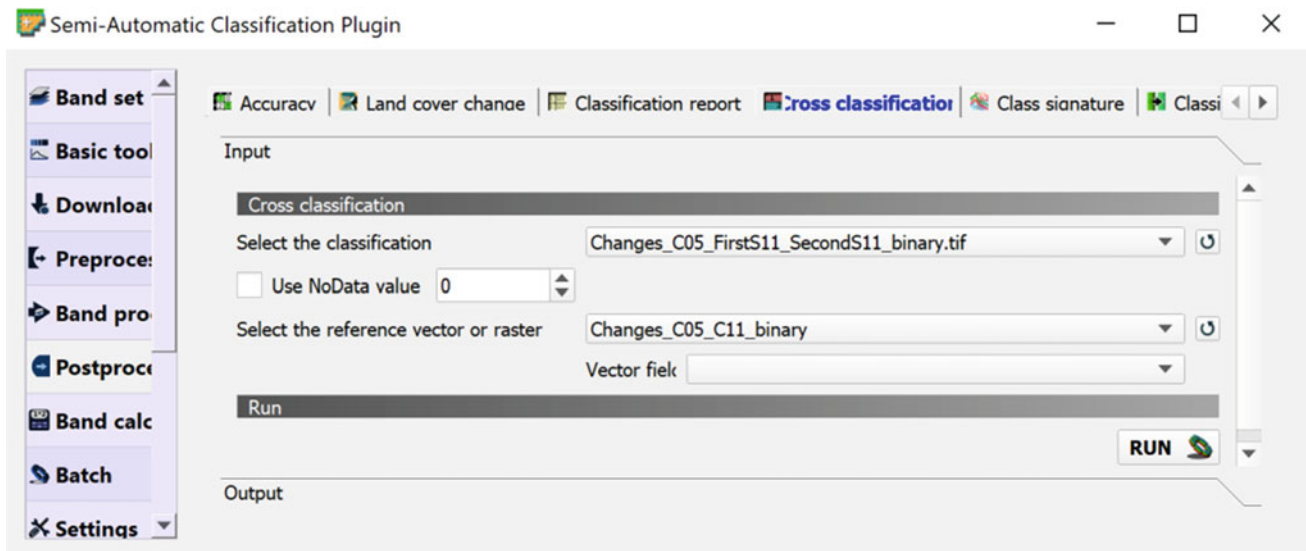 Semi-Automatic Classification Plugin
Band set
Accuracy Land cover change Classification report Cross classification Class signature Classi
Basic tool
Input
Downloa
Cross classification
Select the classification Changes_C05_FirstS11_SecondS11_binary.tif
Preproces
Use NoData value 0
Band pro
Select the reference vector or raster Changes_C05_C11_binary
Postproce
Vector field
Run
Band calc
RUN
Batch
Output
Settings